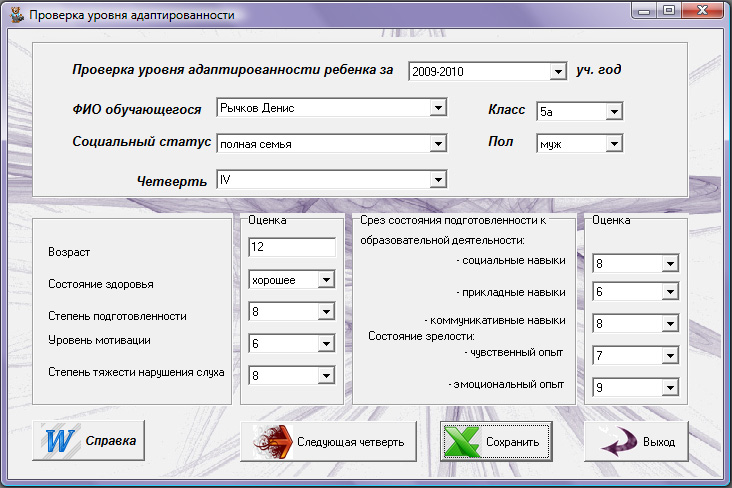 Проверка уровня адаптированности
Проверка уровня адаптированности ребенка за 2009-2010 уч. год
ФИО обучающегося Рычков Денис Класс 5а
Социальный статус полная семья Пол муж
Четверть IV
Оценка
Возраст 12
Состояние здоровья хорошее
Степень подготовленности 8
Уровень мотивации 6
Степень тяжести нарушения слуха 8
Срез состояния подготовленности к Оценка
образовательной деятельности:
- социальные навыки 8
- прикладные навыки 6
- коммуникативные навыки 8
Состояние зрелости:
- чувственный опыт 7
- эмоциональный опыт 9
W Справка
Следующая четверть
Сохранить
Выход